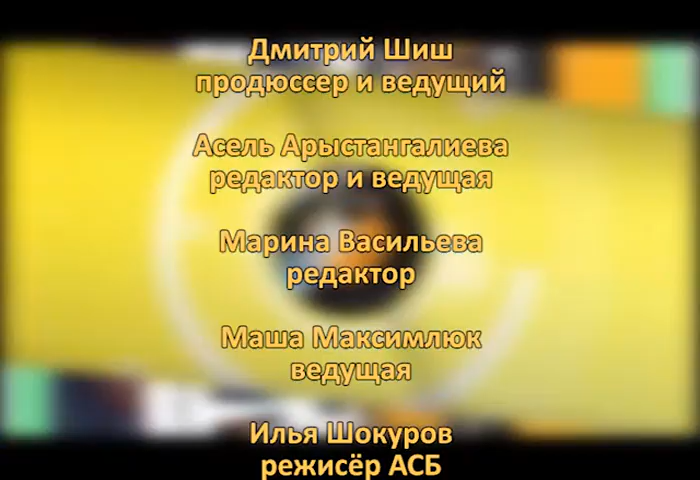 Дмитрий Шиш
продюссер и ведущий
Асель Арыстангалиева
редактор и ведущая
Марина Васильева
редактор
Маша Максимлюк
ведущая
Илья Шокуров
режисёр АСБ